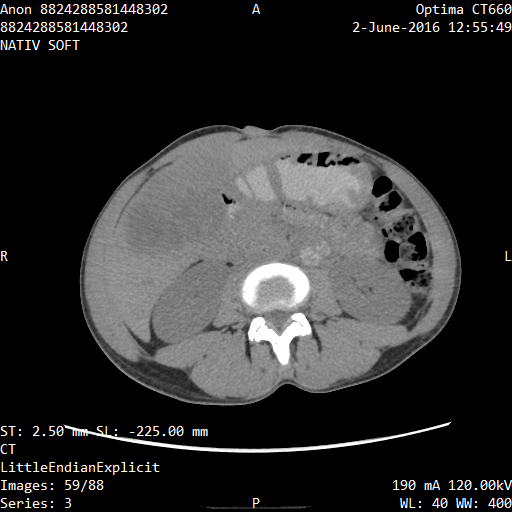 Anon 8824288581448302
A
Optima CT660
8824288581448302
2-June-2016 12:55:49
NATIV SOFT
R
L
ST: 2.50 mm SL: -225.00 mm
CT
LittleEndianExplicit
Images: 59/88
190 mA 120.00kV
Series: 3
P
WL: 40 WW: 400